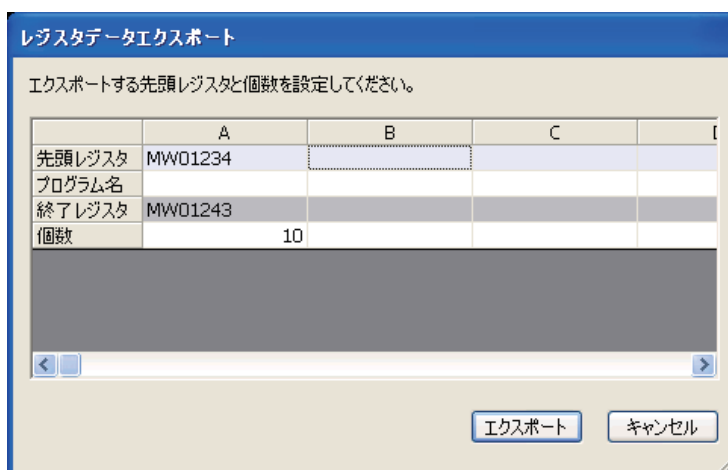 レジスタデータエクスポート
エクスポートする先頭レジスタと個数を設定してください。
A B C
先頭レジスタ MW01234
プログラム名
終了レジスタ MW01243
個数 10
エクスポート キャンセル